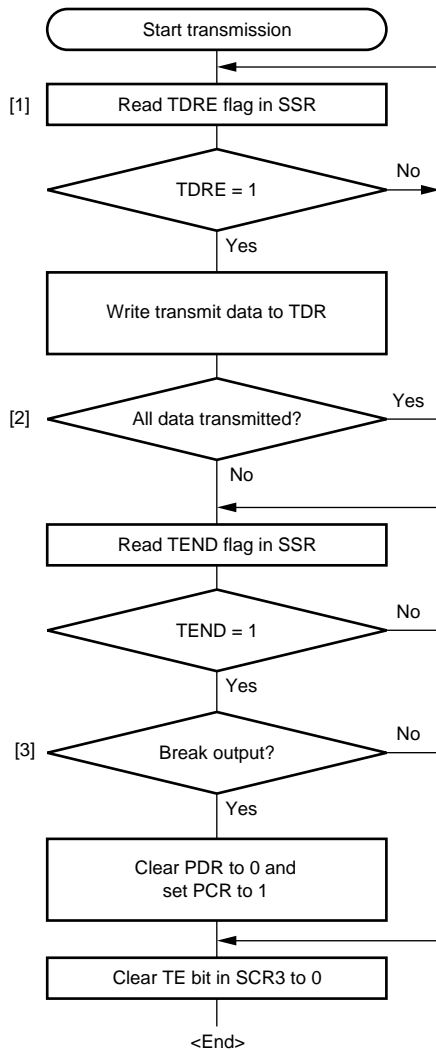 Start transmission
[1]
Read TDRE flag in SSR
TDRE = 1
No
Yes
Write transmit data to TDR
[2]
All data transmitted?
Yes
No
Read TEND flag in SSR
TEND = 1
No
Yes
[3]
Break output?
No
Yes
Clear PDR to 0 and
set PCR to 1
Clear TE bit in SCR3 to 0
<End>